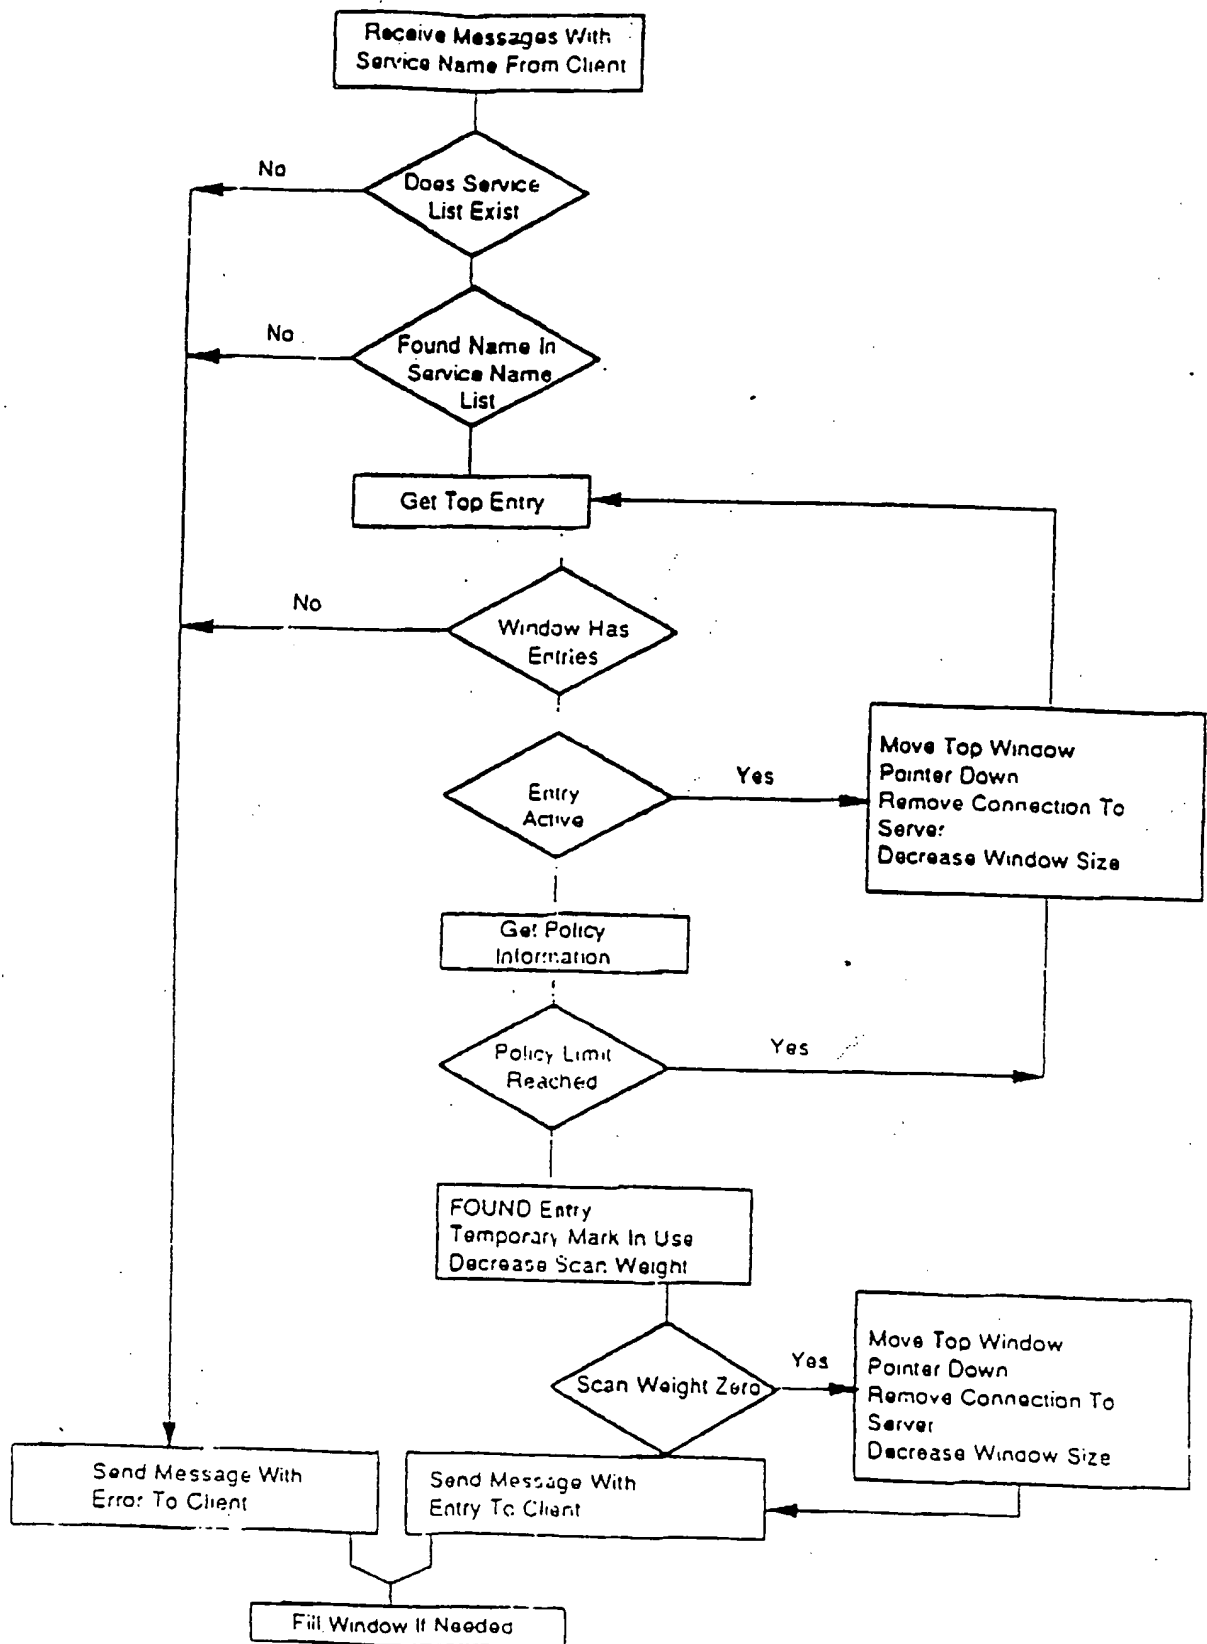 Receive Messages With
Service Name From Client
No
Does Service
List Exist
No
Found Name In
Service Name
List
Get Top Entry
No
Window Has
Entries
Move Top Window
Pointer Down
Remove Connection To
Server
Decrease Window Size
Yes
Entry
Active
Get Policy
Information
Policy Limit
Reached
Yes
FOUND Entry
Temporary Mark In Use
Decrease Scan Weight
Scan Weight Zero
Yes
Move Top Window
Pointer Down
Remove Connection To
Server
Decrease Window Size
Send Message With
Error To Client
Send Message With
Entry To Client
Fill Window If Needed